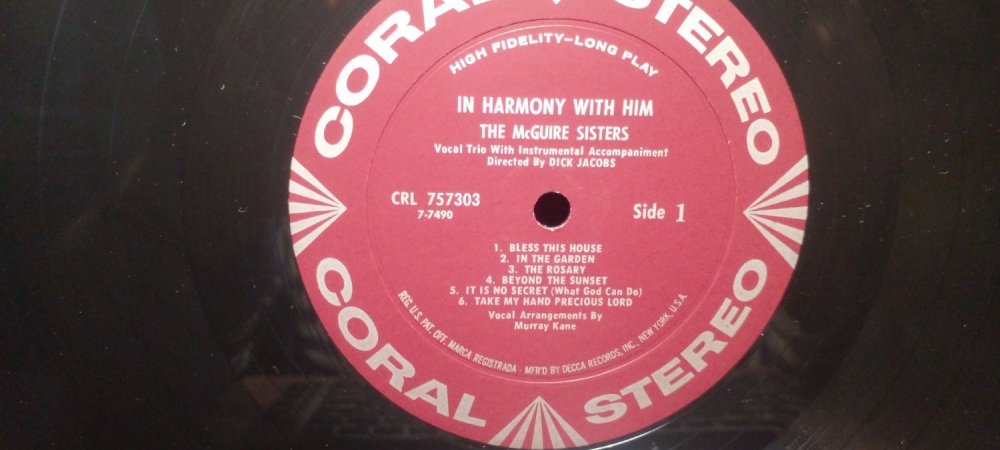 CORAL STEREO
HIGH FIDELITY—LONG PLAY
IN HARMONY WITH HIM
THE McGUIRE SISTERS
Vocal Trio With Instrumental Accompaniment
Directed By DICK JACOBS
CRL 757303
7-7490
Side 1
1. BLESS THIS HOUSE
2. IN THE GARDEN
3. THE ROSARY
4. BEYOND THE SUNSET
5. IT IS NO SECRET (What God Can Do)
6. TAKE MY HAND PRECIOUS LORD
Vocal Arrangements By
Murray Kane
REG. U.S. PAT. OFF. MARCA REGISTRADA · MFR'D BY DECCA RECORDS, INC., NEW YORK, U.S.A.
CORAL STEREO